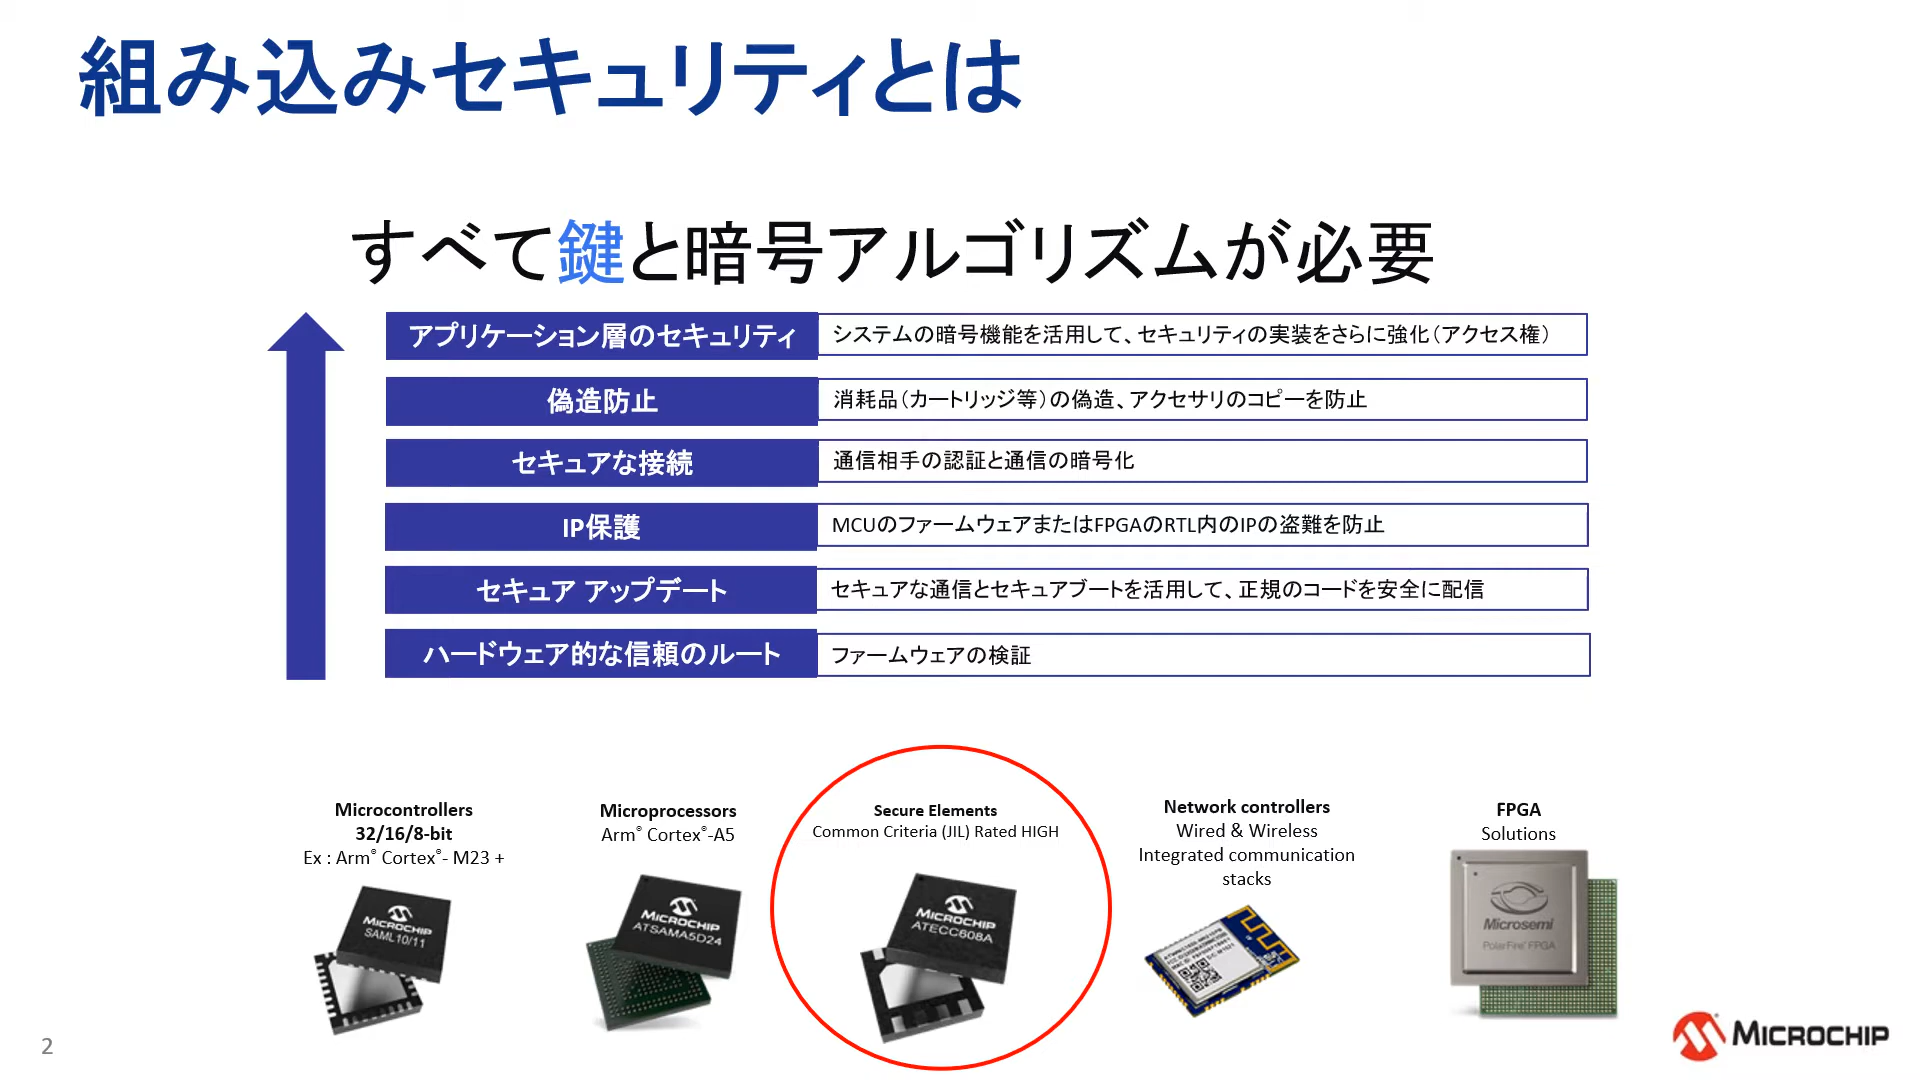 組み込みセキュリティとは
すべて鍵と暗号アルゴリズムが必要
アプリケーション層のセキュリティ システムの暗号機能を活用して、セキュリティの実装をさらに強化（アクセス権）
偽造防止 消耗品（カートリッジ等）の偽造、アクセサリのコピーを防止
セキュアな接続 通信相手の認証と通信の暗号化
IP保護 MCUのファームウェアまたはFPGAのRTL内のIPの盗難を防止
セキュア アップデート セキュアな通信とセキュアブートを活用して、正規のコードを安全に配信
ハードウェア的な信頼のルート ファームウェアの検証
Microcontrollers
32/16/8-bit
Ex : Arm® Cortex®- M23 +
MICROCHIP
SAML10/11
Microprocessors
Arm® Cortex®-A5
MICROCHIP
ATSAMA5D24
Secure Elements
Common Criteria (JIL) Rated HIGH
MICROCHIP
ATECC608A
Network controllers
Wired & Wireless
Integrated communication
stacks
FPGA
Solutions
Microsemi
PolarFire FPGA
2
MICROCHIP